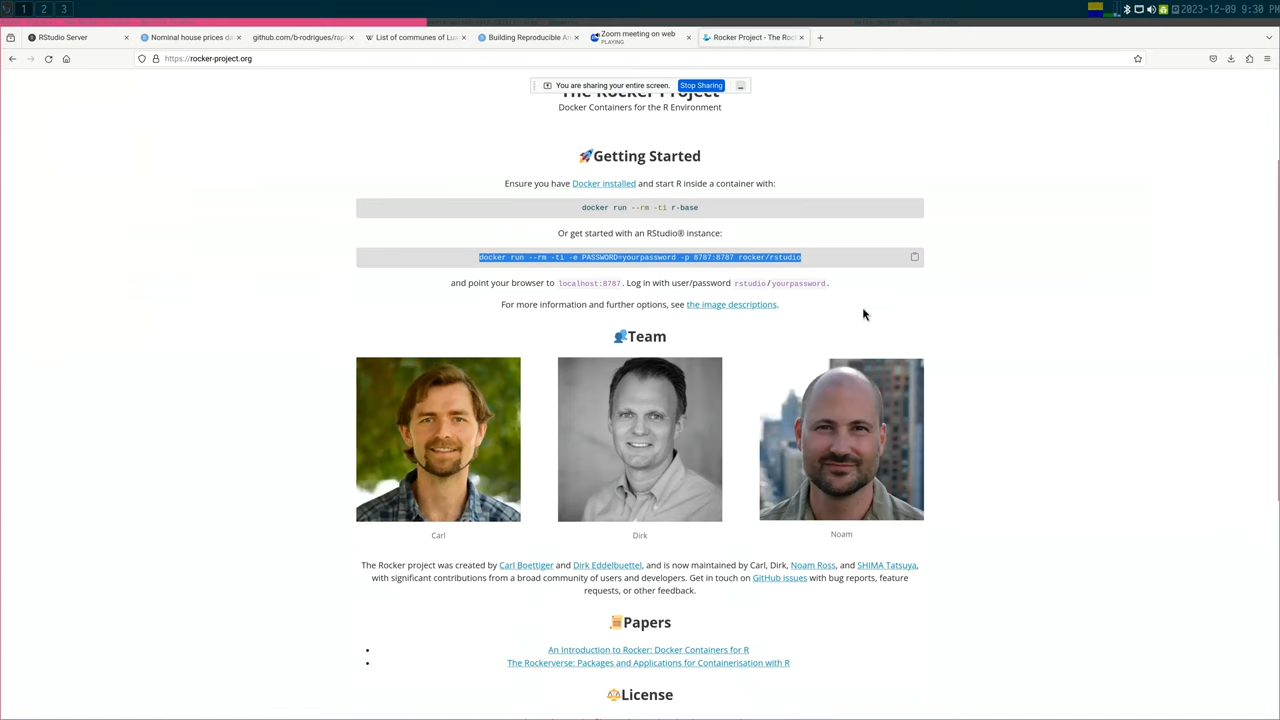 1 2 3
2023-12-09 9:30 PM
RStudio Server
Nominal house prices da
github.com/b-rodrigues/rap-
List of communes of Lux
Building Reproducible An
Zoom meeting on web
PLAYING
Rocker Project - The Rock
https://rocker-project.org
You are sharing your entire screen. Stop Sharing
The Rocker Project
Docker Containers for the R Environment
Getting Started
Ensure you have Docker installed and start R inside a container with:
docker run --rm -ti r-base
Or get started with an RStudio® instance:
docker run --rm -ti -e PASSWORD=yourpassword -p 8787:8787 rocker/rstudio
and point your browser to localhost:8787. Log in with user/password rstudio/yourpassword.
For more information and further options, see the image descriptions.
Team
Carl Dirk Noam
The Rocker project was created by Carl Boettiger and Dirk Eddelbuettel, and is now maintained by Carl, Dirk, Noam Ross, and SHIMA Tatsuya,
with significant contributions from a broad community of users and developers. Get in touch on GitHub issues with bug reports, feature
requests, or other feedback.
Papers
An Introduction to Rocker: Docker Containers for R
The Rockerverse: Packages and Applications for Containerisation with R
License